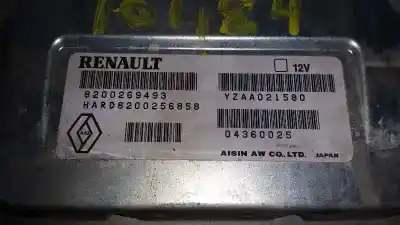 RENAULT
12V
8200269493
YZAA021580
HARD8200256858
04360025
AISIN AW CO., LTD. JAPAN